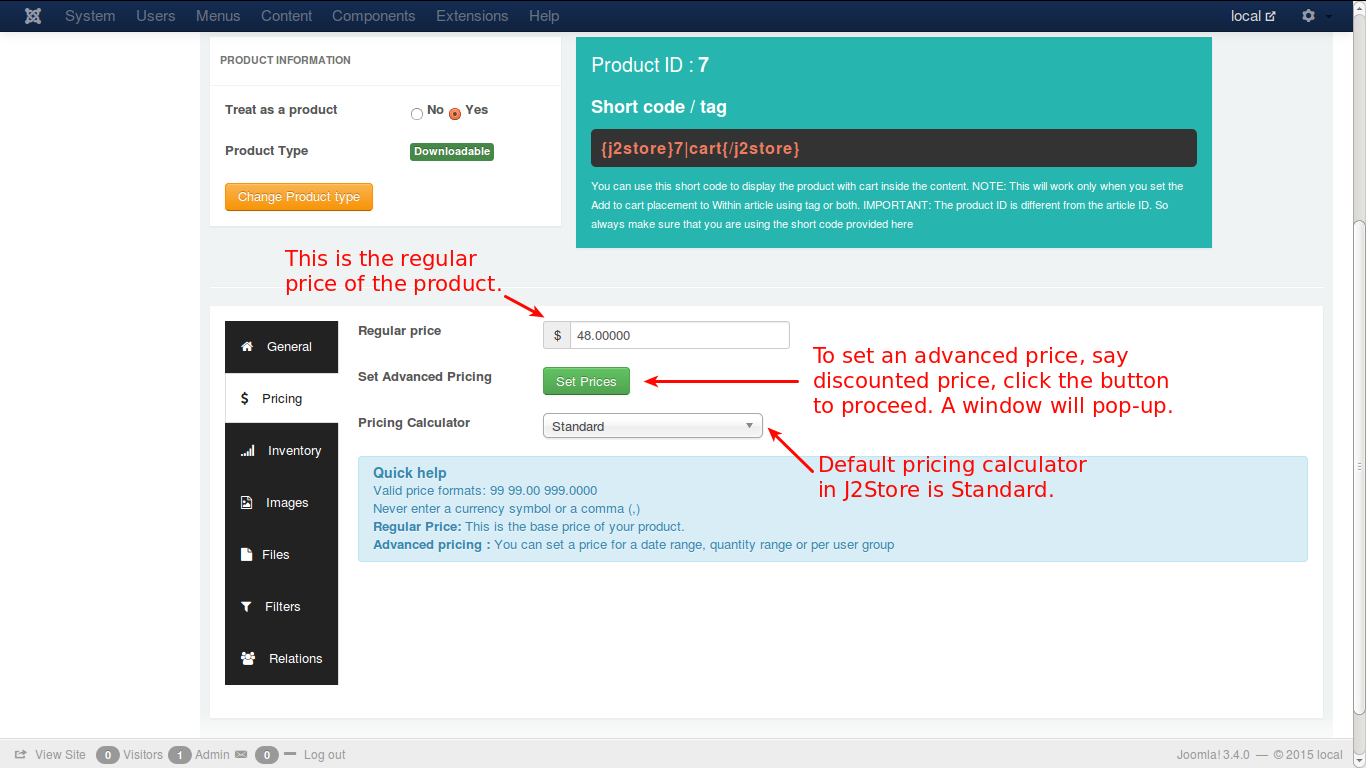 System Users Menus Content Components Extensions Help local
PRODUCT INFORMATION
Treat as a product No Yes
Product Type Downloadable
Change Product type
Product ID : 7
Short code / tag
{j2store}7|cart{/j2store}
You can use this short code to display the product with cart inside the content. NOTE: This will work only when you set the
Add to cart placement to Within article using tag or both. IMPORTANT: The product ID is different from the article ID. So
always make sure that you are using the short code provided here
This is the regular
price of the product.
General
Pricing
Inventory
Images
Files
Filters
Relations
Regular price $ 48.00000
Set Advanced Pricing Set Prices
Pricing Calculator Standard
To set an advanced price, say
discounted price, click the button
to proceed. A window will pop-up.
Default pricing calculator
in J2Store is Standard.
Quick help
Valid price formats: 99 99.00 999.0000
Never enter a currency symbol or a comma (,)
Regular Price: This is the base price of your product.
Advanced pricing : You can set a price for a date range, quantity range or per user group
View Site 0 Visitors 1 Admin 0 Log out Joomla! 3.4.0 — © 2015 local